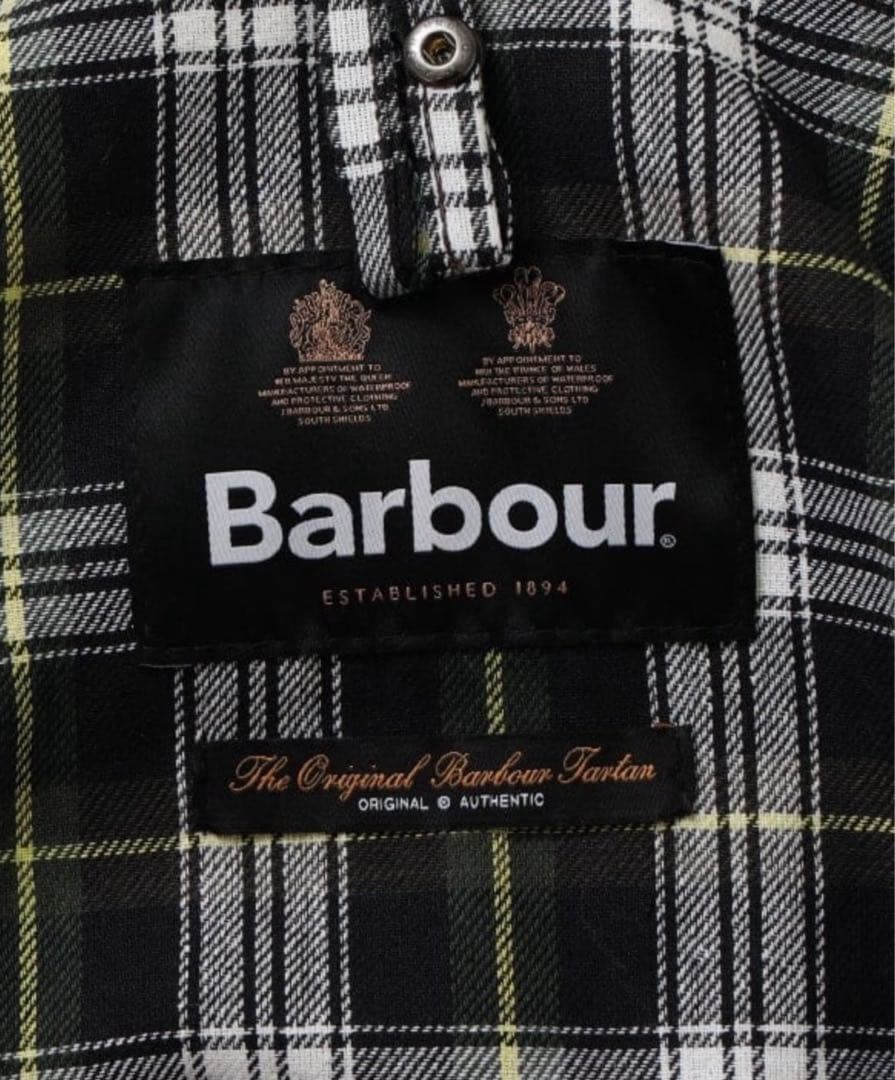 BY APPOINTMENT TO
HER MAJESTY THE QUEEN
MANUFACTURERS OF WATERPROOF
AND PROTECTIVE CLOTHING
J BARBOUR & SONS LTD
SOUTH SHIELDS
BY APPOINTMENT TO
HRH THE PRINCE OF WALES
MANUFACTURERS OF WATERPROOF
AND PROTECTIVE CLOTHING
J BARBOUR & SONS LTD
SOUTH SHIELDS
Barbour®
ESTABLISHED 1894
The Original Barbour Tartan
ORIGINAL @ AUTHENTIC